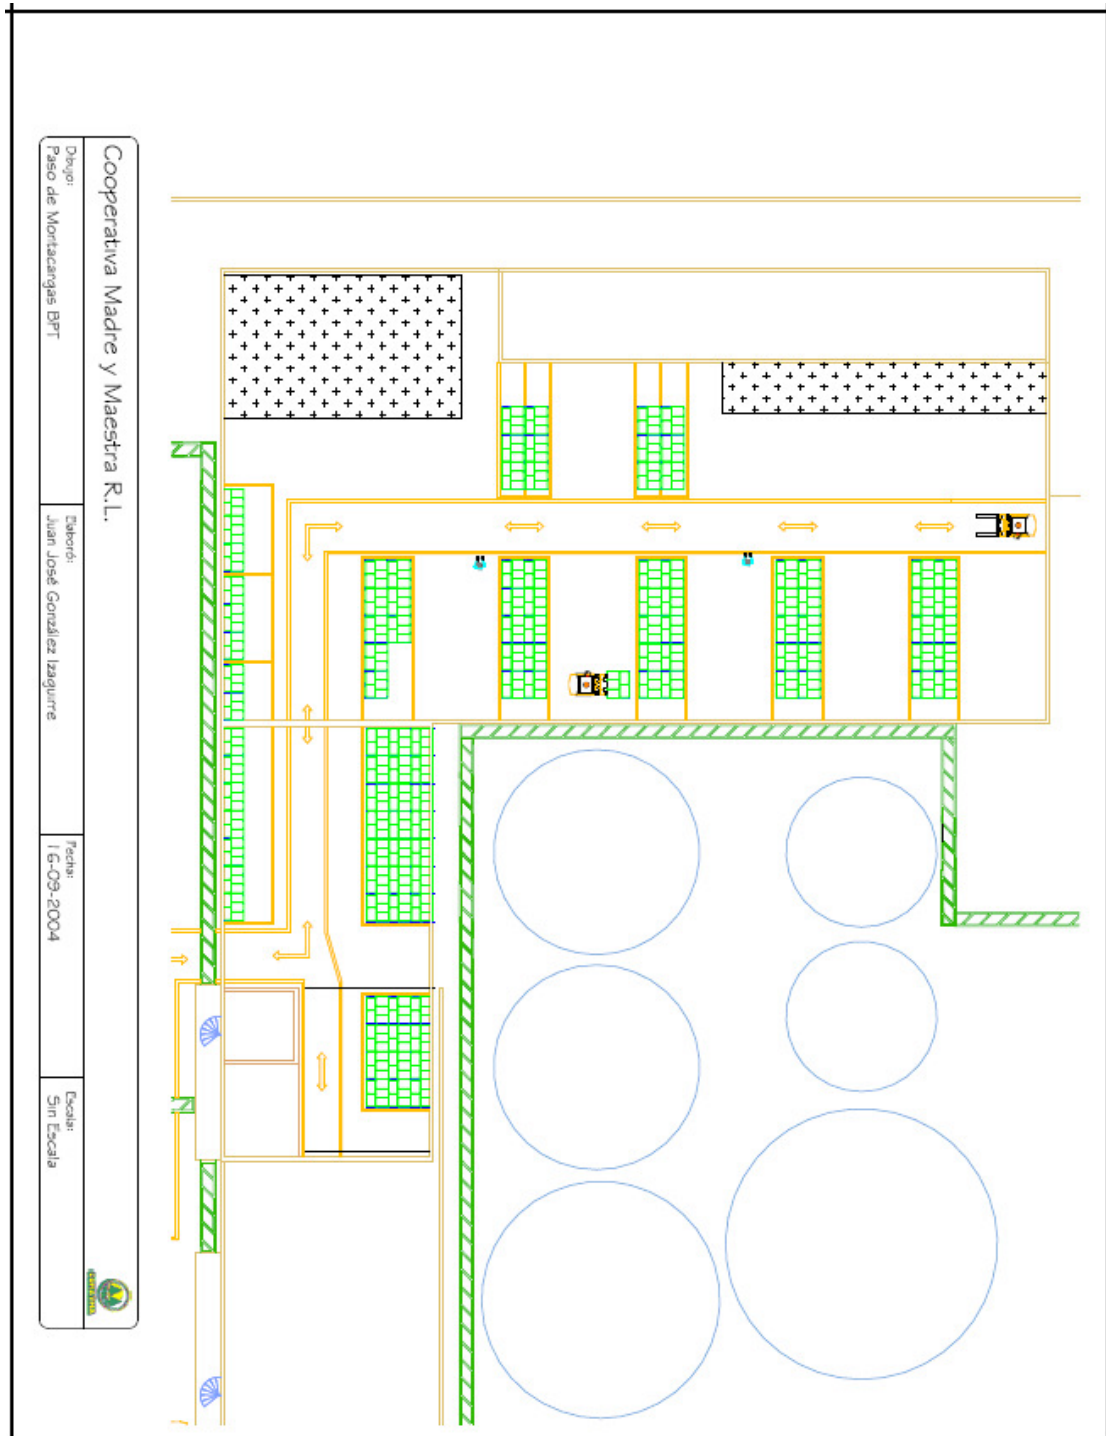 Cooperativa Madre y Maestra R.L.
Dibujo:
Paso de Montacargas BPT
Elaboró:
Juan José González Izaguirre
Fecha:
16-09-2004
Escala:
Sin Escala